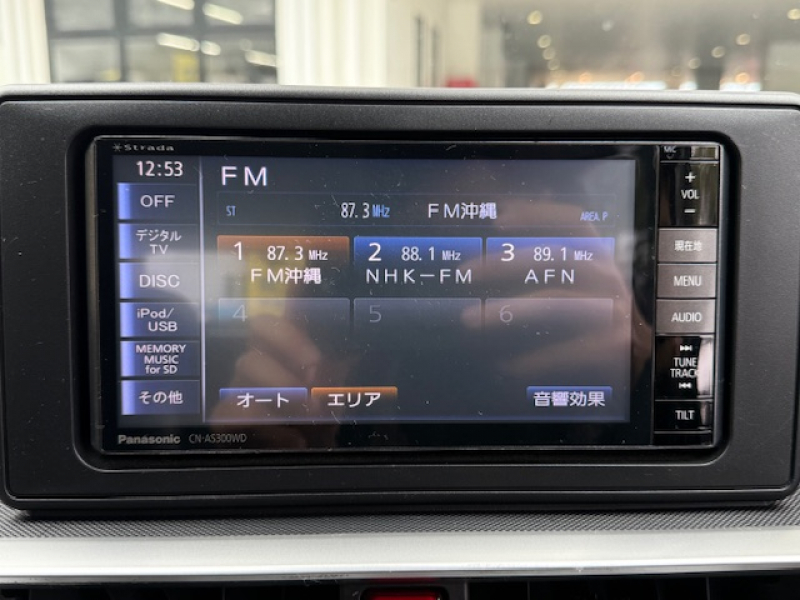 Strada
MIC
12:53
FM
OFF
ST 87.3 MHz FM沖縄 AREA. P
デジタル
TV
1 87.3 MHz
FM沖縄
2 88.1 MHz
NHK－FM
3 89.1 MHz
AFN
DISC
4
5
6
iPod/
USB
MEMORY
MUSIC
for SD
その他
オート
エリア
音響効果
+
VOL
−
現在地
MENU
AUDIO
TUNE
TRACK
TILT
Panasonic CN-AS300WD